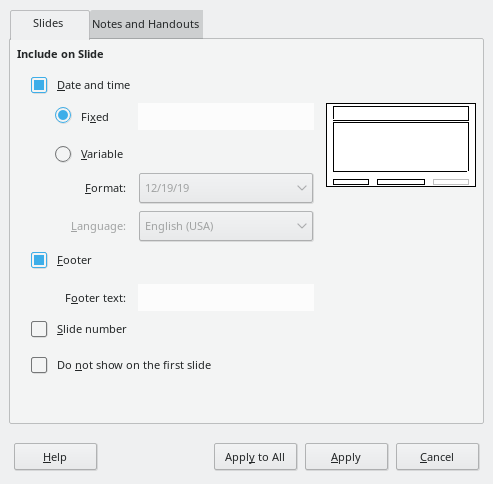 Slides
Notes and Handouts
Include on Slide
Date and time
Fixed
Variable
Format: 12/19/19
Language: English (USA)
Footer
Footer text:
Slide number
Do not show on the first slide
Help Apply to All Apply Cancel